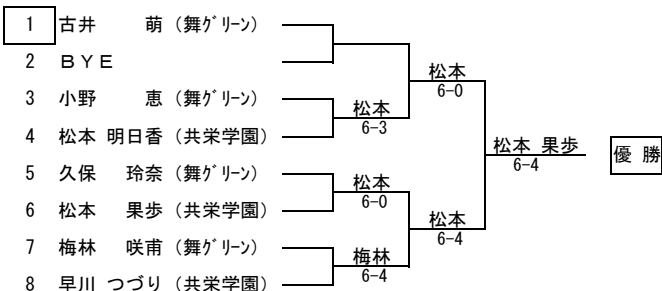 1 古井 萌 (舞グリーン)
2 BYE
松本
6-0
3 小野 恵 (舞グリーン)
松本
6-3
4 松本 明日香 (共栄学園)
松本 果歩
6-4
優 勝
5 久保 玲奈 (舞グリーン)
松本
6-0
6 松本 果歩 (共栄学園)
松本
6-4
7 梅林 咲甫 (舞グリーン)
梅林
6-4
8 早川 つづり (共栄学園)